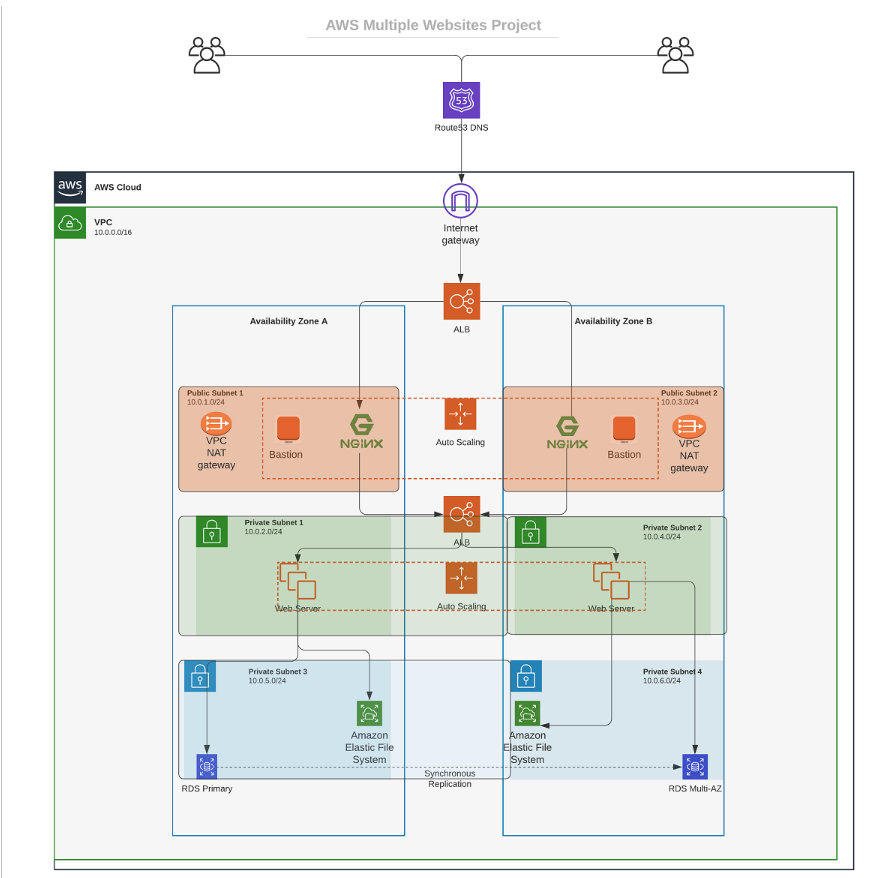 AWS Multiple Websites Project
53
Route53 DNS
aws
AWS Cloud
VPC
10.0.0.0/16
Internet
gateway
ALB
Availability Zone A
Availability Zone B
Public Subnet 1
10.0.1.0/24
VPC
NAT
gateway
Bastion
NGINX
Auto Scaling
Public Subnet 2
10.0.3.0/24
NGINX
Bastion
VPC
NAT
gateway
ALB
Private Subnet 1
10.0.2.0/24
Private Subnet 2
10.0.4.0/24
Web Server
Auto Scaling
Web Server
Private Subnet 3
10.0.5.0/24
Private Subnet 4
10.0.6.0/24
Amazon
Elastic File
System
Amazon
Elastic File
System
Synchronous
Replication
RDS Primary
RDS Multi-AZ